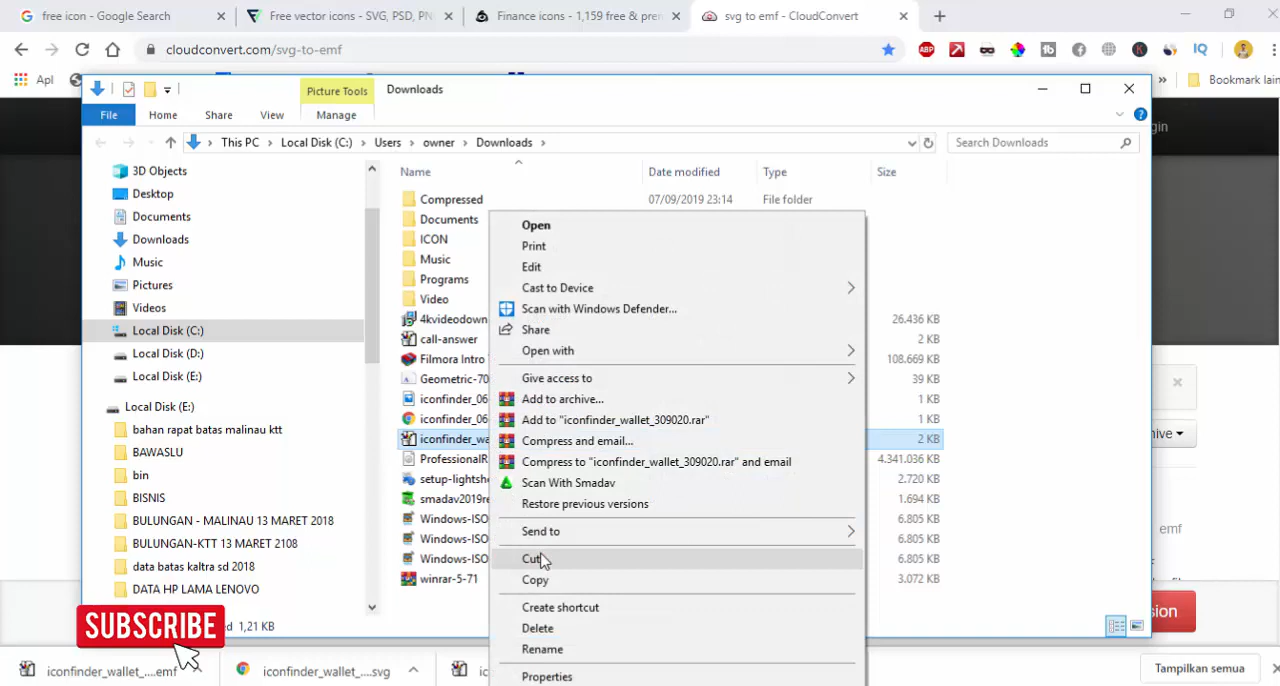 free icon - Google Search
Free vector icons - SVG, PSD, PN
Finance icons - 1,159 free & pre
svg to emf - CloudConvert
cloudconvert.com/svg-to-emf
ABP
IQ
Apl
Bookmark lain
Picture Tools
Downloads
File
Home
Share
View
Manage
This PC > Local Disk (C:) > Users > owner > Downloads >
Search Downloads
3D Objects
Desktop
Documents
Downloads
Music
Pictures
Videos
Local Disk (C:)
Local Disk (D:)
Local Disk (E:)
Local Disk (E:)
bahan rapat batas malinau ktt
BAWASLU
bin
BISNIS
BULUNGAN - MALINAU 13 MARET 2018
BULUNGAN-KTT 13 MARET 2108
data batas kaltra sd 2018
DATA HP LAMA LENOVO
Name
Date modified
Type
Size
Compressed
07/09/2019 23:14
File folder
Documents
ICON
Music
Programs
Video
4kvideodown
26.436 KB
call-answer
2 KB
Filmora Intro
108.669 KB
Geometric-70
39 KB
iconfinder_06
1 KB
iconfinder_06
1 KB
iconfinder_wa
2 KB
ProfessionalR
4.341.036 KB
setup-lightsh
2.720 KB
smadav2019re
1.694 KB
Windows-ISO
6.805 KB
Windows-ISO
6.805 KB
Windows-ISO
6.805 KB
winrar-5-71
3.072 KB
Open
Print
Edit
Cast to Device
Scan with Windows Defender...
Share
Open with
Give access to
Add to archive...
Add to "iconfinder_wallet_309020.rar"
Compress and email...
Compress to "iconfinder_wallet_309020.rar" and email
Scan With Smadav
Restore previous versions
Send to
Cut
Copy
Create shortcut
Delete
Rename
Properties
1,21 KB
SUBSCRIBE
emf
iconfinder_wallet_....emf
iconfinder_wallet_....svg
Tampilkan semua